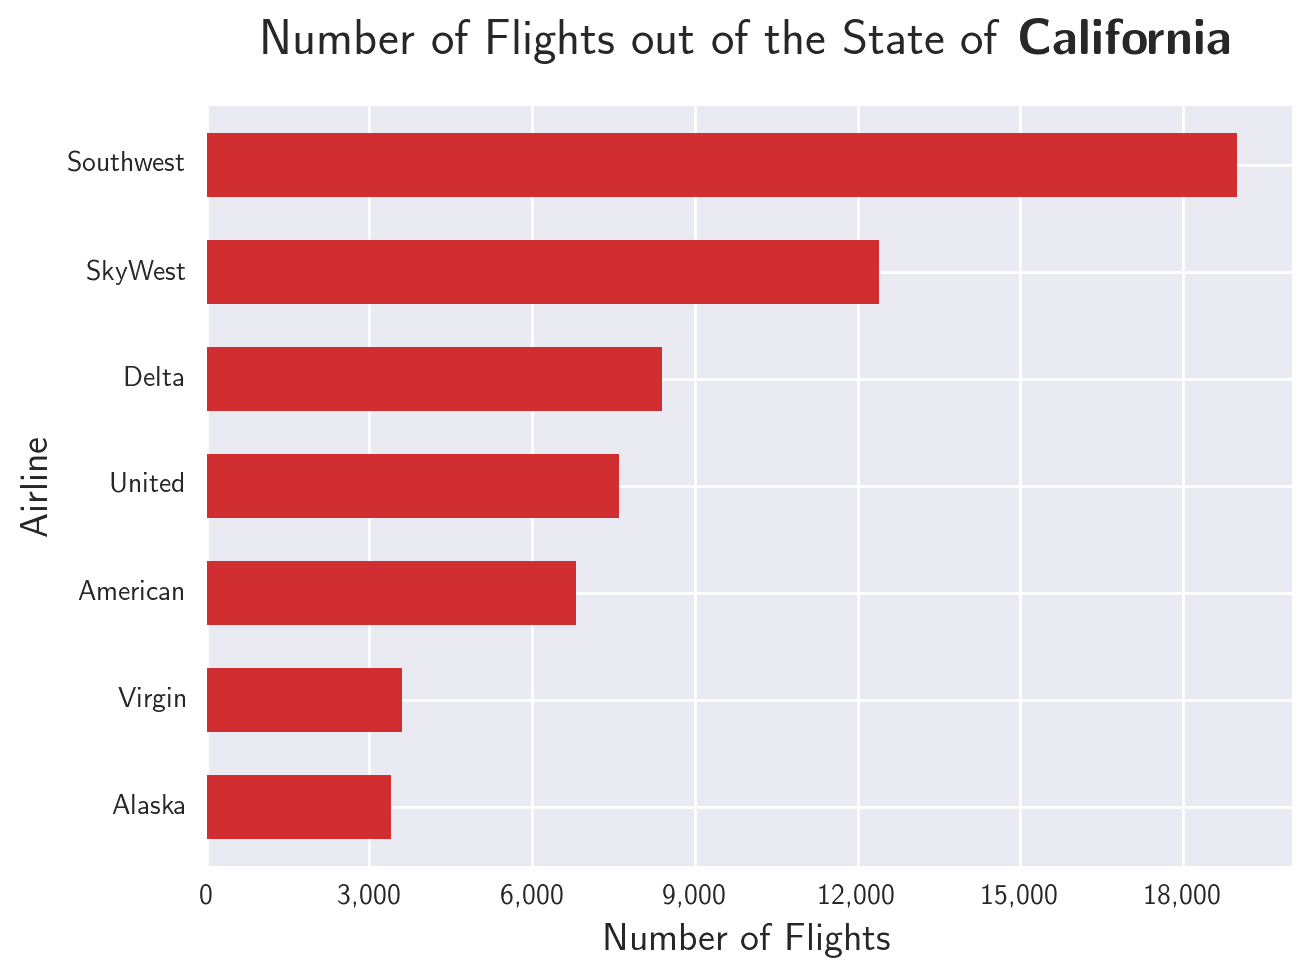 Number of Flights out of the State of California
Southwest
SkyWest
Delta
United
American
Virgin
Alaska
Airline
0 3,000 6,000 9,000 12,000 15,000 18,000
Number of Flights